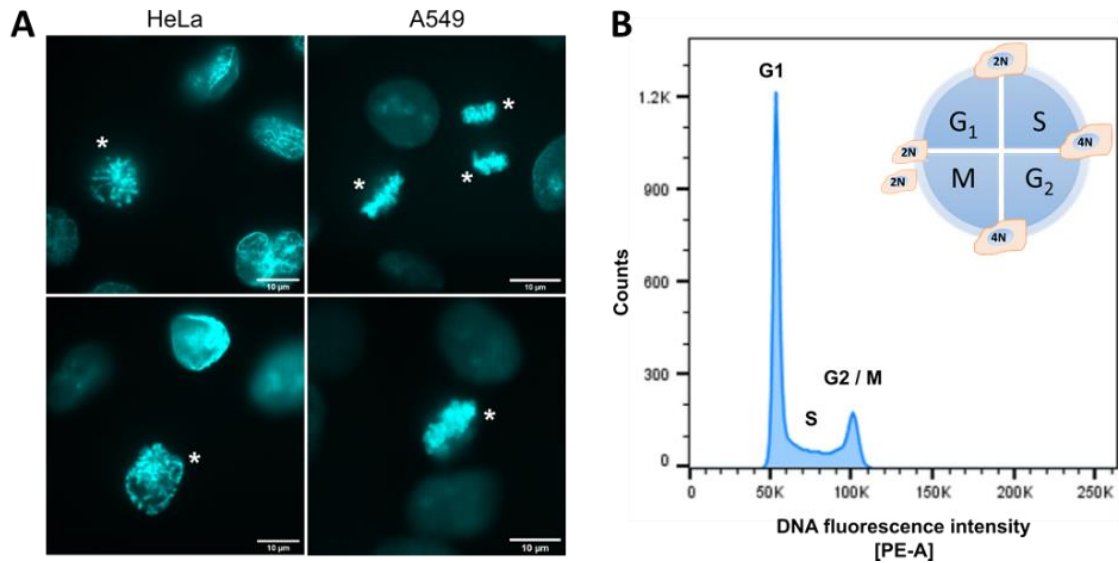 A
HeLa
A549
*
*
*
*
10 µm
10 µm
*
*
10 µm
10 µm
B
G1
1.2K
900
600
300
0
Counts
S
G2 / M
0
50K
100K
150K
200K
250K
DNA fluorescence intensity
[PE-A]
2N
G₁
S
2N
4N
2N
M
G₂
4N